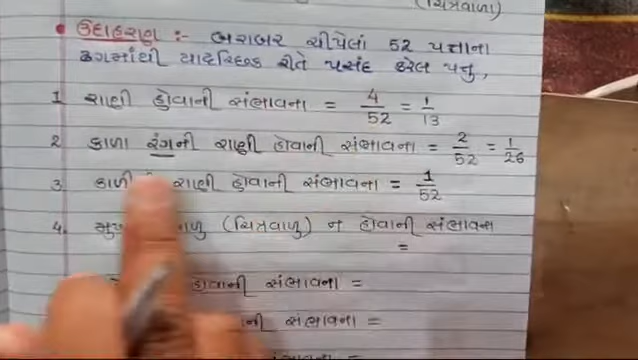 (ચિત્રવાળા)
• ઉદાહરણ :- બરાબર ચીપેલાં 52 પત્તાના
ઢગમાંથી યાદચ્છિક રીતે પસંદ કરેલ પત્તુ,
1 રાણી હોવાની સંભાવના = 4/52 = 1/13
2 કાળા રંગની રાણી હોવાની સંભાવના = 2/52 = 1/26
3 કાળી રાણી હોવાની સંભાવના = 1/52
4. મુખ વાળુ (ચિત્રવાળુ) ન હોવાની સંભાવના
=
હોવાની સંભાવના =
ની સંભાવના =